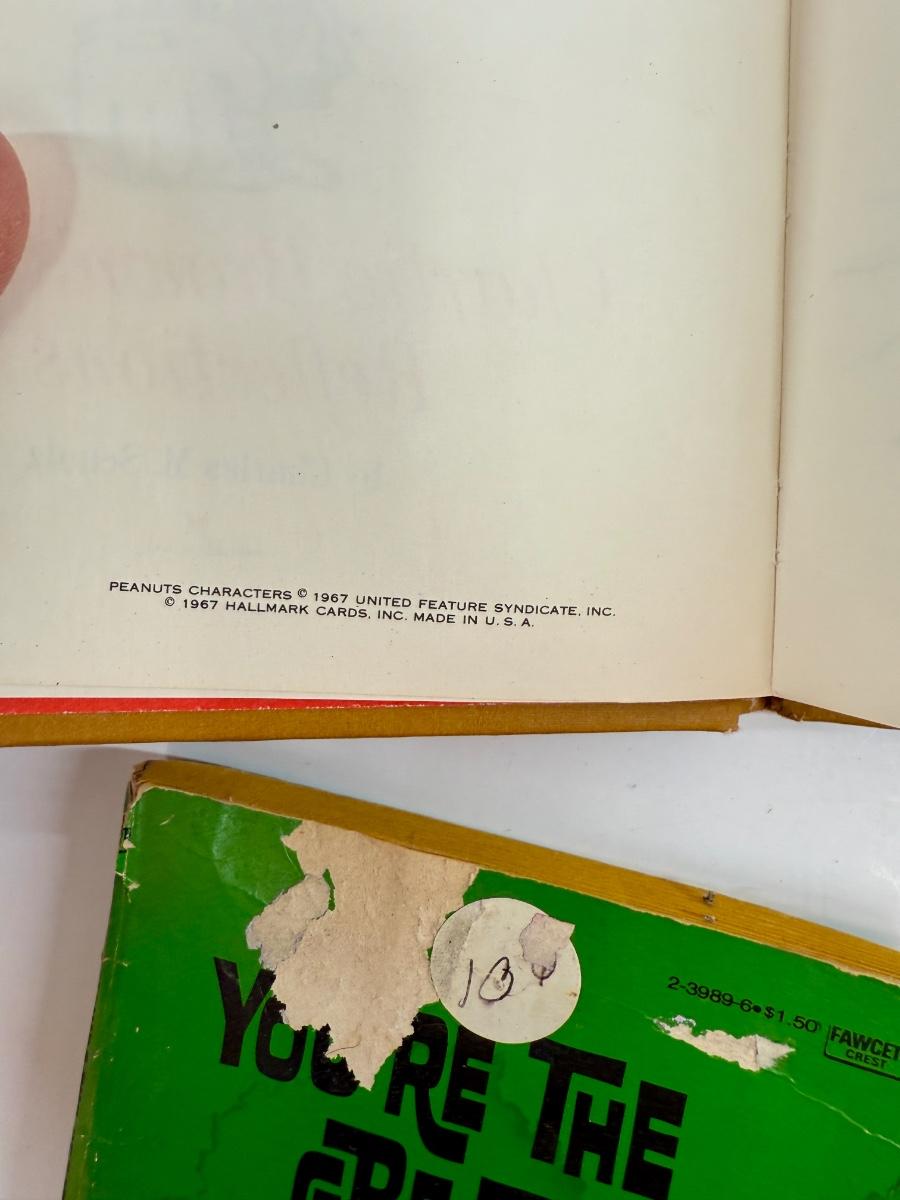 PEANUTS CHARACTERS © 1967 UNITED FEATURE SYNDICATE, INC.
© 1967 HALLMARK CARDS, INC. MADE IN U.S.A.
10¢
2-3989-6•$1.50
FAWCET
CREST
YOU'RE THE